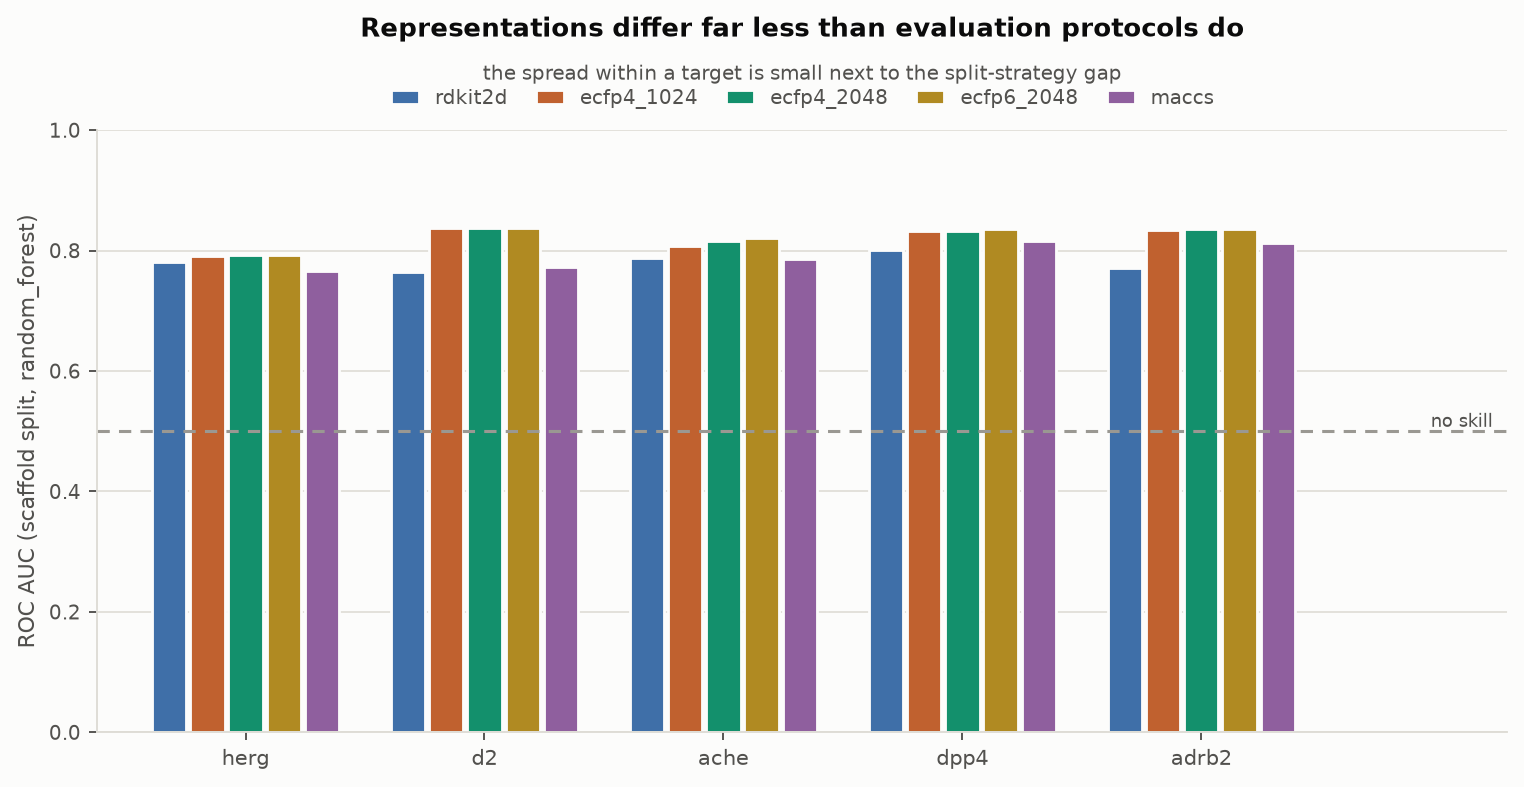 Representations differ far less than evaluation protocols do
the spread within a target is small next to the split-strategy gap
rdkit2d ecfp4_1024 ecfp4_2048 ecfp6_2048 maccs
ROC AUC (scaffold split, random_forest)
1.0
0.8
0.6
0.4
0.2
0.0
no skill
herg d2 ache dpp4 adrb2